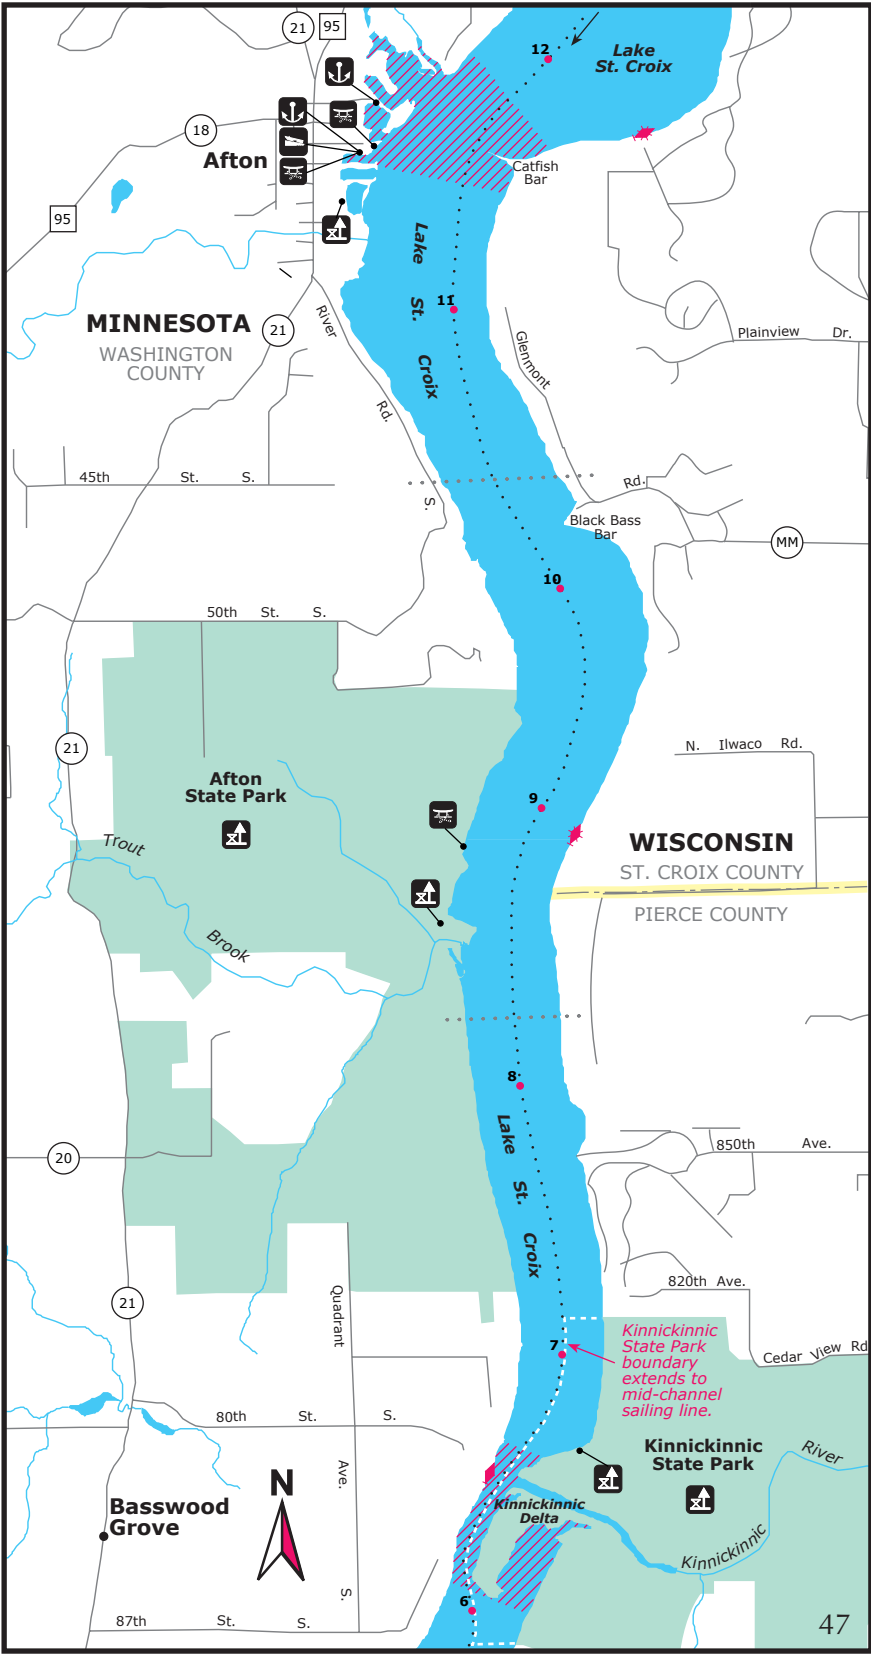 21
95
12
Lake
St. Croix
18
Afton
Catfish
Bar
95
Lake
St.
Croix
11
MINNESOTA
WASHINGTON
COUNTY
21
River
Rd.
S.
Glenmont
Rd.
Plainview Dr.
45th St. S.
Black Bass
Bar
MM
10
50th St. S.
21
N. Ilwaco Rd.
Afton
State Park
9
Trout
Brook
WISCONSIN
ST. CROIX COUNTY
PIERCE COUNTY
8
Lake
St.
Croix
850th Ave.
20
820th Ave.
21
Quadrant
Ave.
S.
7
Kinnickinnic
State Park
boundary
extends to
mid-channel
sailing line.
Cedar View Rd
80th St. S.
Kinnickinnic
State Park
River
Kinnickinnic
N
Kinnickinnic
Delta
Basswood
Grove
6
87th St. S.
47